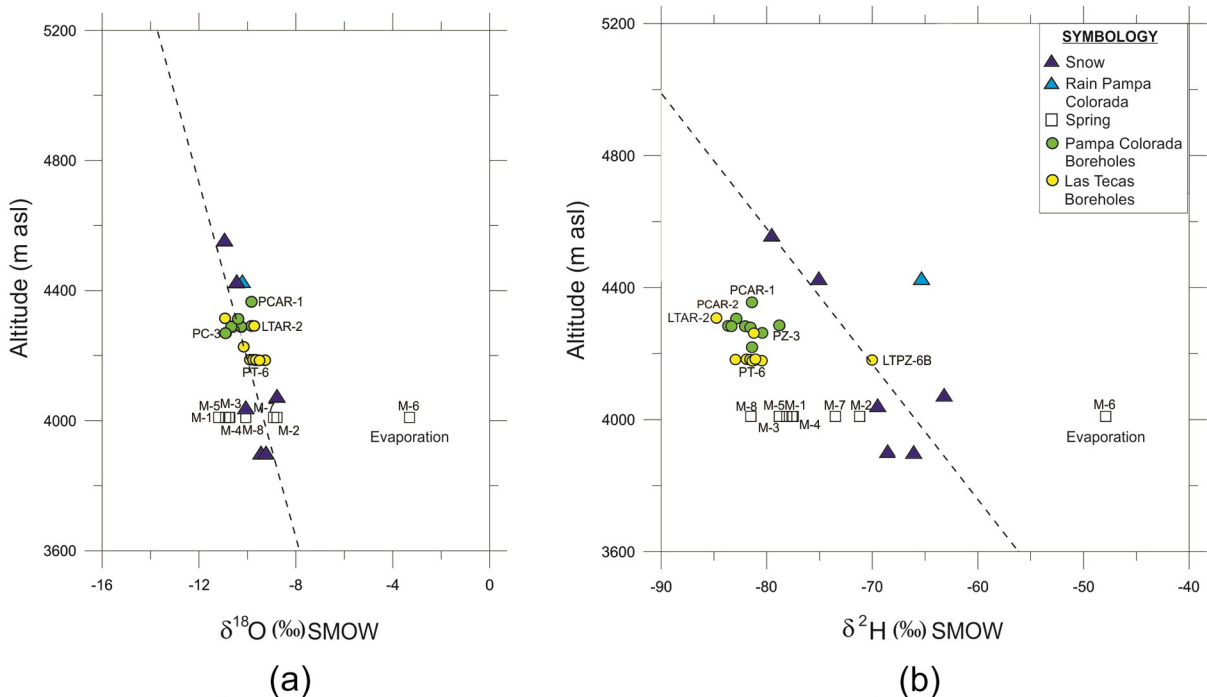 5200
4800
4400
4000
3600
Altitude (m asl)
PCAR-1
LTAR-2
PC-3
PT-6
M-5
M-3
M-7
M-6
M-1
M-4
M-8
M-2
Evaporation
-16
-12
-8
-4
0
δ18O (‰) SMOW
(a)
5200
4800
4400
4000
3600
Altitude (m asl)
SYMBOLOGY
Snow
Rain Pampa
Colorada
Spring
Pampa Colorada
Boreholes
Las Tecas
Boreholes
PCAR-1
PCAR-2
LTAR-2
PZ-3
PT-6
LTPZ-6B
M-8
M-5
M-1
M-7
M-2
M-6
M-3
M-4
Evaporation
-90
-80
-70
-60
-50
-40
δ2H (‰) SMOW
(b)